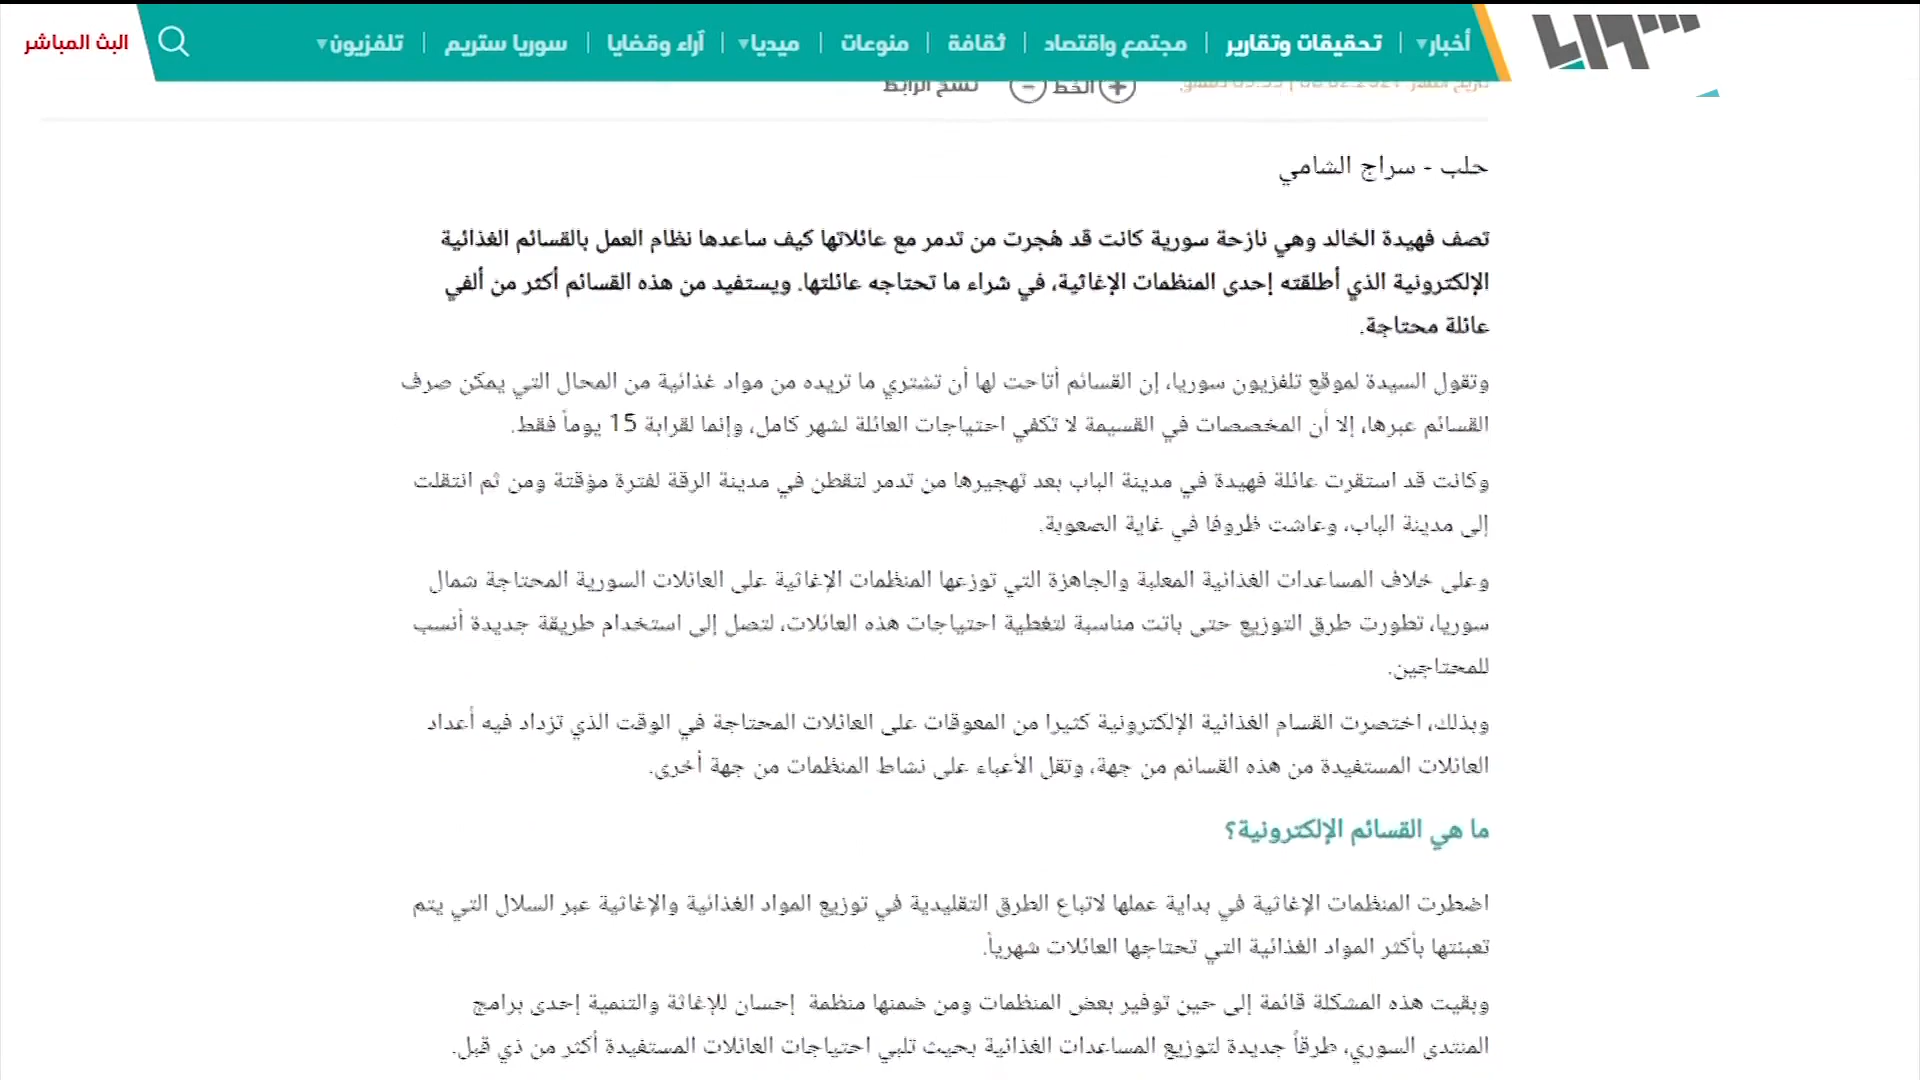 أخبار | تحقيقات وتقارير | مجتمع واقتصاد | ثقافة | منوعات | ميديا | آراء وقضايا | سوريا ستريم | تلفزيون
البث المباشر
الخط
نسخ الرابط
حلب - سراج الشامي
تصف فهيدة الخالد وهي نازحة سورية كانت قد هُجرت من تدمر مع عائلاتها كيف ساعدها نظام العمل بالقسائم الغذائية
الإلكترونية الذي أطلقته إحدى المنظمات الإغاثية، في شراء ما تحتاجه عائلتها. ويستفيد من هذه القسائم أكثر من ألفي
عائلة محتاجة.
وتقول السيدة لموقع تلفزيون سوريا، إن القسائم أتاحت لها أن تشتري ما تريده من مواد غذائية من المحال التي يمكن صرف
القسائم عبرها، إلا أن المخصصات في القسيمة لا تكفي احتياجات العائلة لشهر كامل، وإنما لقرابة 15 يوماً فقط.
وكانت قد استقرت عائلة فهيدة في مدينة الباب بعد تهجيرها من تدمر لتقطن في مدينة الرقة لفترة مؤقتة ومن ثم انتقلت
إلى مدينة الباب، وعاشت ظروفا في غاية الصعوبة.
وعلى خلاف المساعدات الغذائية المعلبة والجاهزة التي توزعها المنظمات الإغاثية على العائلات السورية المحتاجة شمال
سوريا، تطورت طرق التوزيع حتى باتت مناسبة لتغطية احتياجات هذه العائلات، لتصل إلى استخدام طريقة جديدة أنسب
للمحتاجين.
وبذلك، اختصرت القسام الغذائية الإلكترونية كثيرا من المعوقات على العائلات المحتاجة في الوقت الذي تزداد فيه أعداد
العائلات المستفيدة من هذه القسائم من جهة، وتقل الأعباء على نشاط المنظمات من جهة أخرى.
ما هي القسائم الإلكترونية؟
اضطرت المنظمات الإغاثية في بداية عملها لاتباع الطرق التقليدية في توزيع المواد الغذائية والإغاثية عبر السلال التي يتم
تعبئتها بأكثر المواد الغذائية التي تحتاجها العائلات شهرياً.
وبقيت هذه المشكلة قائمة إلى حين توفير بعض المنظمات ومن ضمنها منظمة إحسان للإغاثة والتنمية إحدى برامج
المنتدى السوري، طرقاً جديدة لتوزيع المساعدات الغذائية بحيث تلبي احتياجات العائلات المستفيدة أكثر من ذي قبل.